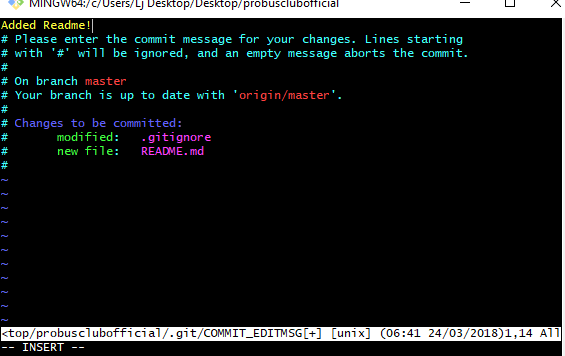 MINGW64:/c/Users/Lj Desktop/Desktop/probusclubofficial
Added Readme!
# Please enter the commit message for your changes. Lines starting
# with '#' will be ignored, and an empty message aborts the commit.
#
# On branch master
# Your branch is up to date with 'origin/master'.
#
# Changes to be committed:
#       modified:   .gitignore
#       new file:   README.md
#
~
~
~
~
~
~
~
~
~
~
~
<top/probusclubofficial/.git/COMMIT_EDITMSG[+] [unix] (06:41 24/03/2018)1,14 All
-- INSERT --